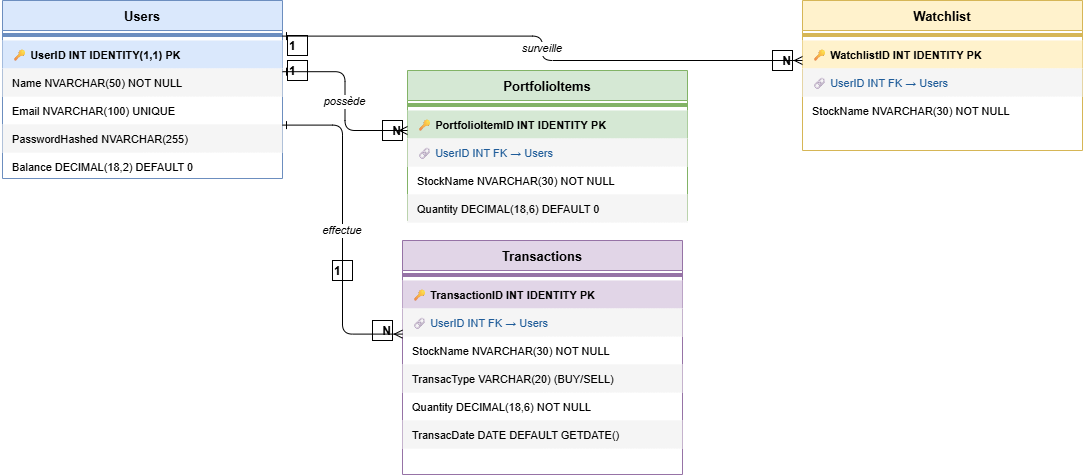 Users
🔑 UserID INT IDENTITY(1,1) PK
Name NVARCHAR(50) NOT NULL
Email NVARCHAR(100) UNIQUE
PasswordHashed NVARCHAR(255)
Balance DECIMAL(18,2) DEFAULT 0
1
surveille
N
1
possède
N
effectue
1
N
Watchlist
🔑 WatchlistID INT IDENTITY PK
🔗 UserID INT FK → Users
StockName NVARCHAR(30) NOT NULL
PortfolioItems
🔑 PortfolioItemID INT IDENTITY PK
🔗 UserID INT FK → Users
StockName NVARCHAR(30) NOT NULL
Quantity DECIMAL(18,6) DEFAULT 0
Transactions
🔑 TransactionID INT IDENTITY PK
🔗 UserID INT FK → Users
StockName NVARCHAR(30) NOT NULL
TransacType VARCHAR(20) (BUY/SELL)
Quantity DECIMAL(18,6) NOT NULL
TransacDate DATE DEFAULT GETDATE()